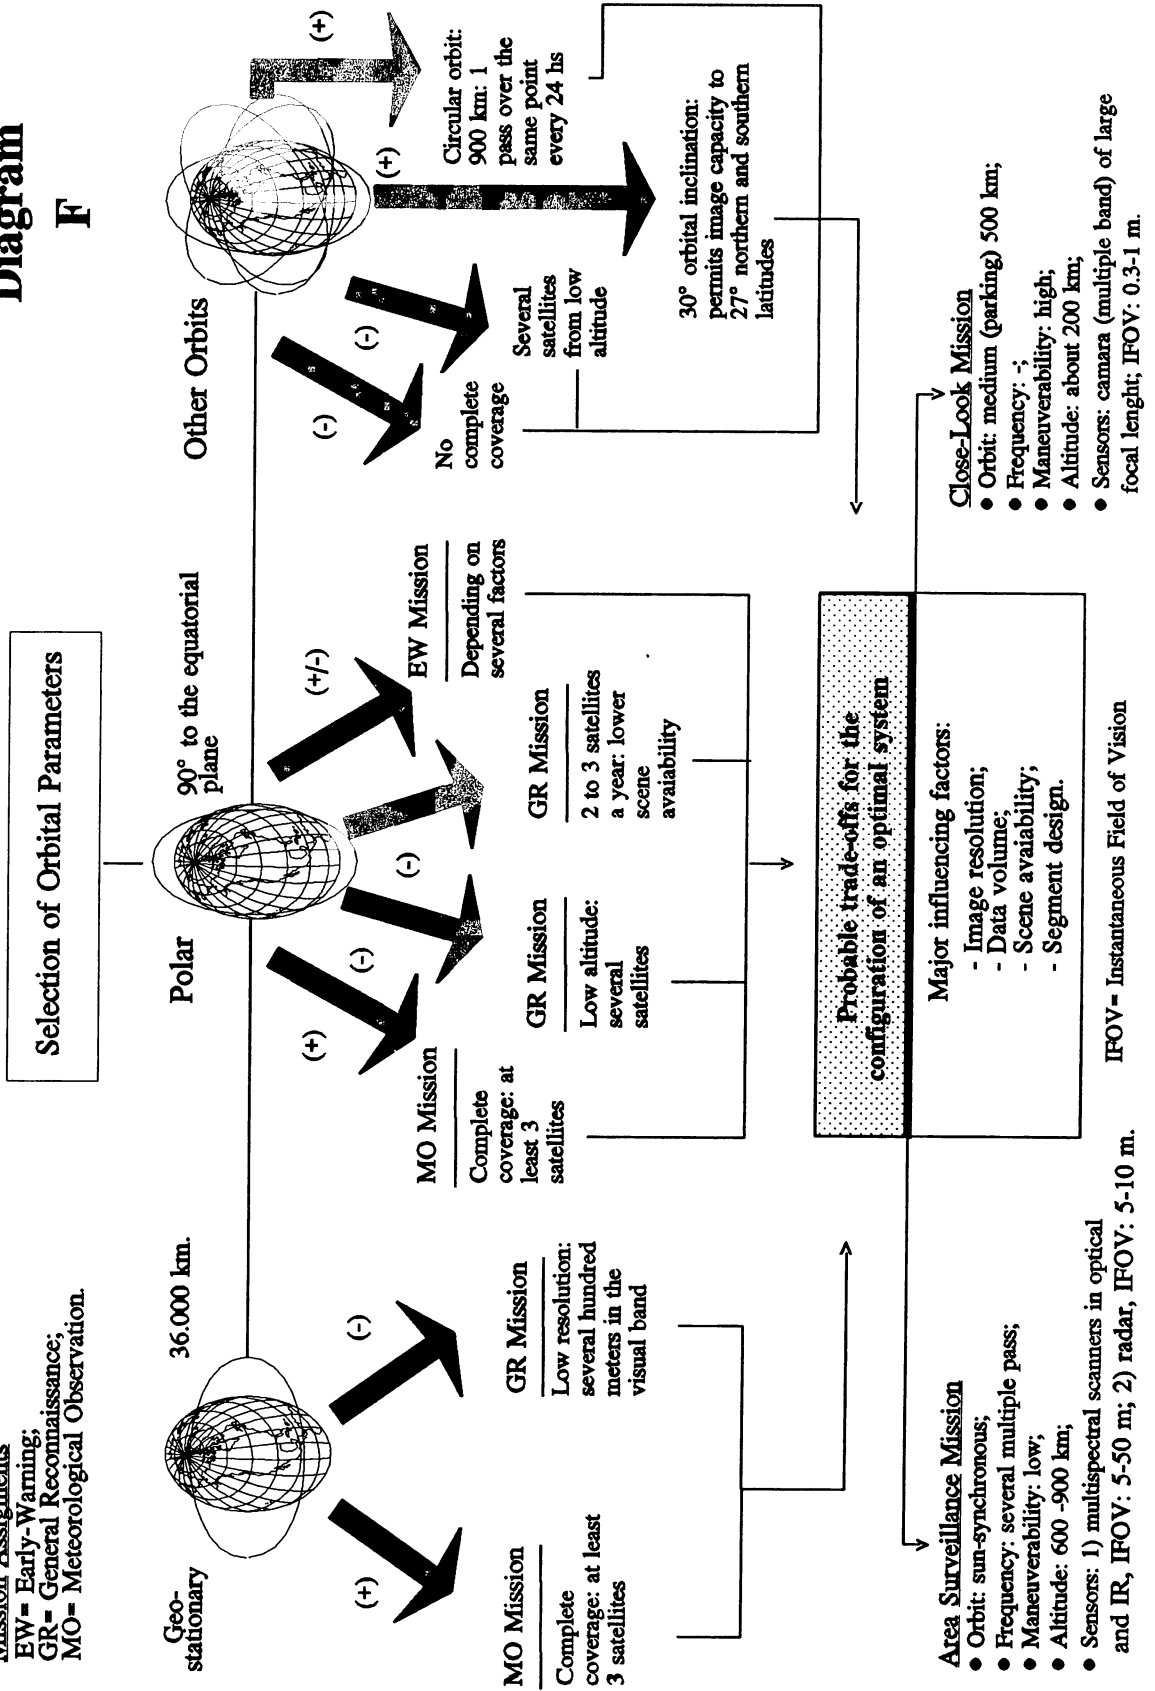 Diagram
F
Selection of Orbital Parameters
Mission Assigments
EW= Early-Warning;
GR= General Reconnaissance;
MO= Meteorological Observation.
Geo-
stationary
36.000 km.
Polar
90° to the equatorial
plane
Other Orbits
(+)
(-)
(+)
(-)
(-)
(+/-)
(-)
(-)
(+)
(+)
MO Mission
Complete
coverage: at least
3 satellites
GR Mission
Low resolution:
several hundred
meters in the
visual band
MO Mission
Complete
coverage: at
least 3
satellites
GR Mission
Low altitude:
several
satellites
GR Mission
2 to 3 satellites
a year: lower
scene
avaiability
EW Mission
Depending on
several factors
No
complete
coverage
Several
satellites
from low
altitude
30° orbital inclination:
permits image capacity to
27° northern and southern
latitudes
Circular orbit:
900 km: 1
pass over the
same point
every 24 hs
Probable trade-offs for the
configuration of an optimal system
Major influencing factors:
- Image resolution;
- Data volume;
- Scene avaiability;
- Segment design.
Area Surveillance Mission
● Orbit: sun-synchronous;
● Frequency: several multiple pass;
● Maneuverability: low;
● Altitude: 600 -900 km;
● Sensors: 1) multispectral scanners in optical
and IR, IFOV: 5-50 m; 2) radar, IFOV: 5-10 m.
IFOV= Instantaneous Field of Vision
Close-Look Mission
● Orbit: medium (parking) 500 km;
● Frequency: -;
● Maneuverability: high;
● Altitude: about 200 km;
● Sensors: camara (multiple band) of large
focal lenght; IFOV: 0.3-1 m.